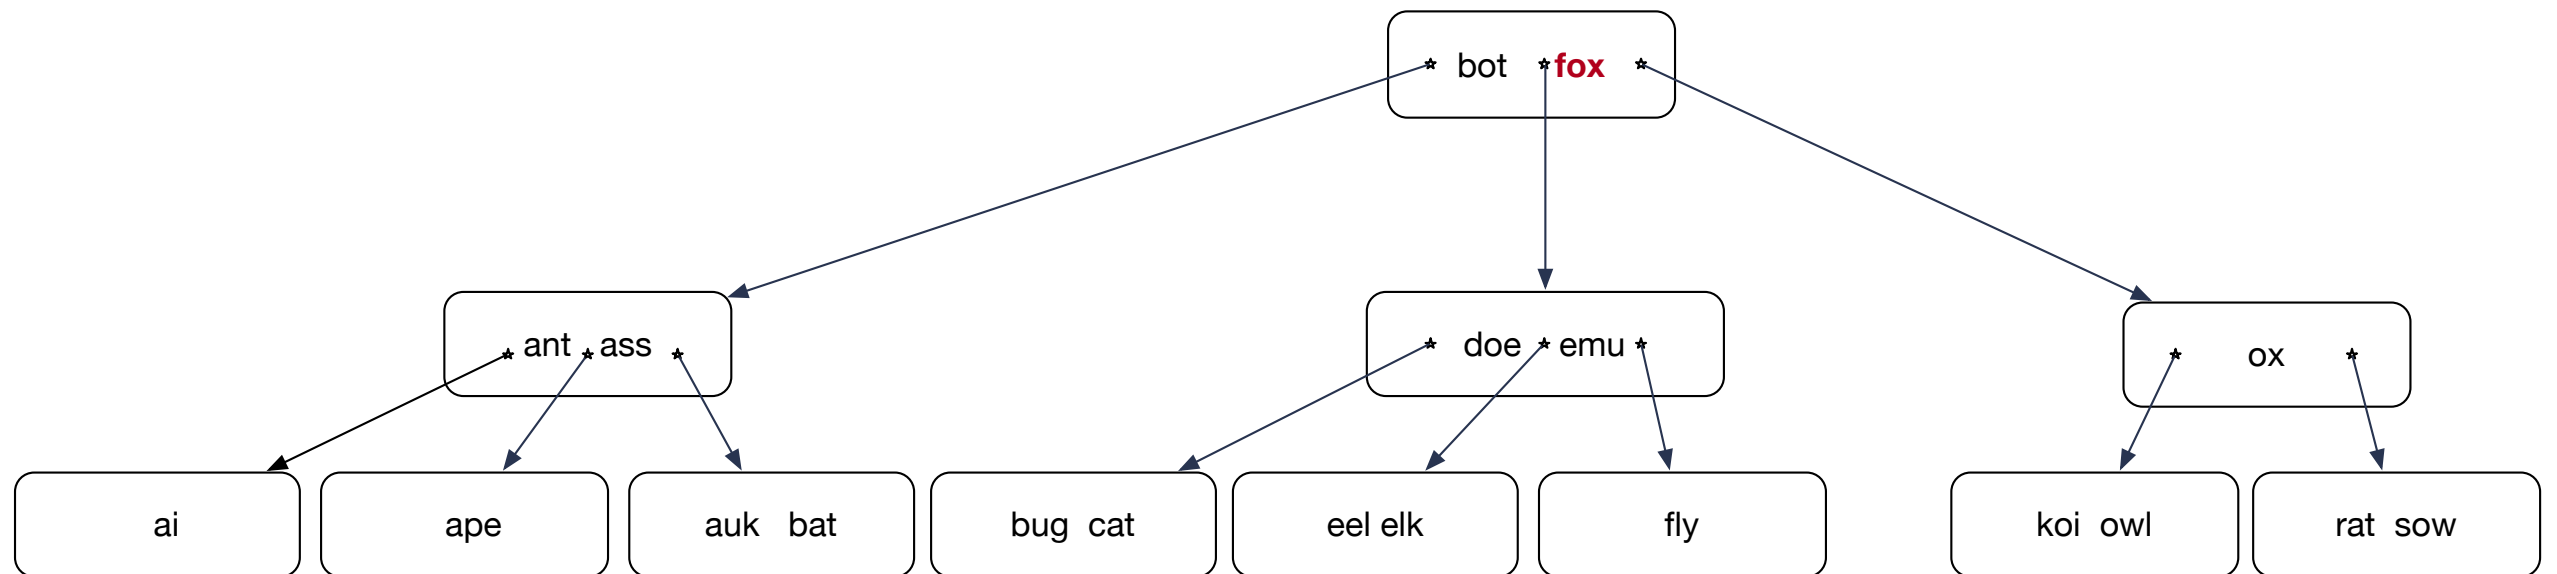 bot fox
ant ass
doe emu
ox
ai
ape
auk bat
bug cat
eel elk
fly
koi owl
rat sow